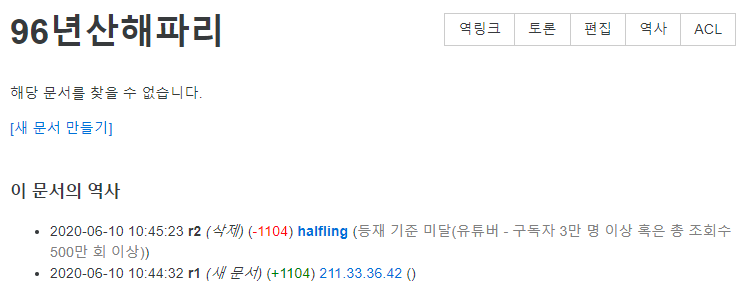 96년산해파리
역링크 토론 편집 역사 ACL
해당 문서를 찾을 수 없습니다.
[새 문서 만들기]
이 문서의 역사
2020-06-10 10:45:23 r2 (삭제) (-1104) halfling (등재 기준 미달(유튜버 - 구독자 3만 명 이상 혹은 총 조회수
500만 회 이상))
2020-06-10 10:44:32 r1 (새 문서) (+1104) 211.33.36.42 ()